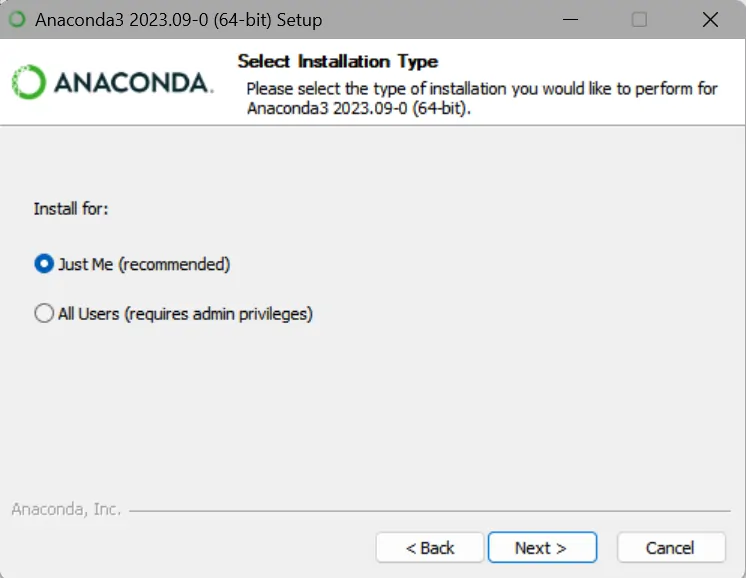 Anaconda3 2023.09-0 (64-bit) Setup
ANACONDA.
Select Installation Type
Please select the type of installation you would like to perform for
Anaconda3 2023.09-0 (64-bit).
Install for:
Just Me (recommended)
All Users (requires admin privileges)
Anaconda, Inc.
< Back
Next >
Cancel